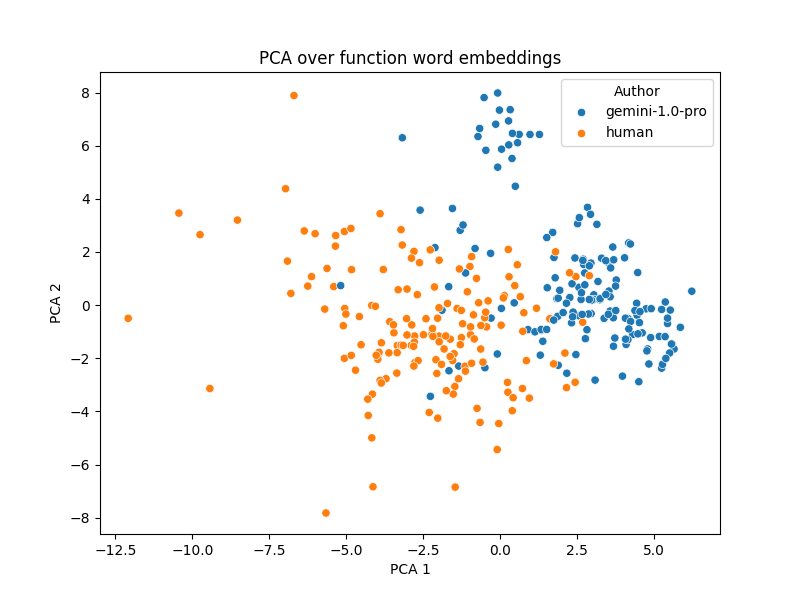 PCA over function word embeddings
Author
gemini-1.0-pro
human
8
6
4
2
0
−2
−4
−6
−8
PCA 2
−12.5
−10.0
−7.5
−5.0
−2.5
0.0
2.5
5.0
PCA 1